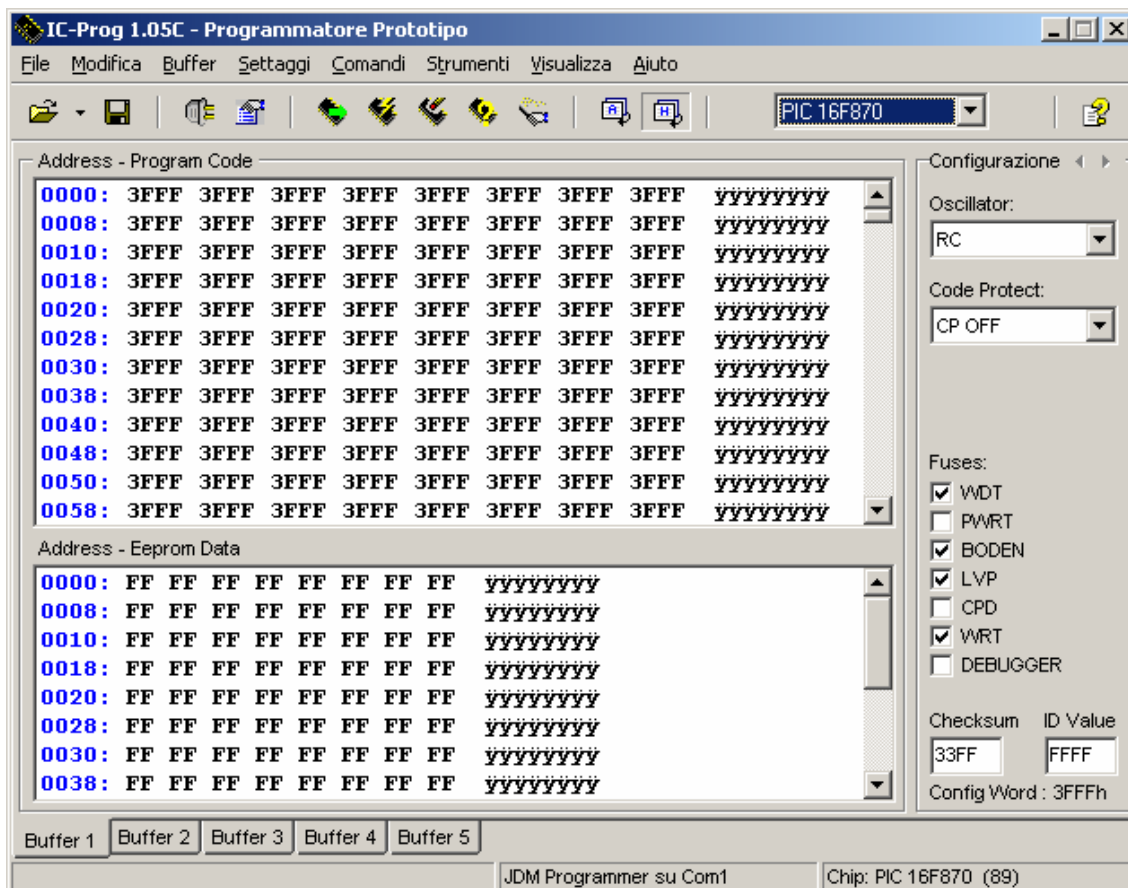 IC-Prog 1.05C - Programmatore Prototipo
File Modifica Buffer Settaggi Comandi Strumenti Visualizza Aiuto
PIC 16F870
Address - Program Code
0000: 3FFF 3FFF 3FFF 3FFF 3FFF 3FFF 3FFF 3FFF ÿÿÿÿÿÿÿÿ
0008: 3FFF 3FFF 3FFF 3FFF 3FFF 3FFF 3FFF 3FFF ÿÿÿÿÿÿÿÿ
0010: 3FFF 3FFF 3FFF 3FFF 3FFF 3FFF 3FFF 3FFF ÿÿÿÿÿÿÿÿ
0018: 3FFF 3FFF 3FFF 3FFF 3FFF 3FFF 3FFF 3FFF ÿÿÿÿÿÿÿÿ
0020: 3FFF 3FFF 3FFF 3FFF 3FFF 3FFF 3FFF 3FFF ÿÿÿÿÿÿÿÿ
0028: 3FFF 3FFF 3FFF 3FFF 3FFF 3FFF 3FFF 3FFF ÿÿÿÿÿÿÿÿ
0030: 3FFF 3FFF 3FFF 3FFF 3FFF 3FFF 3FFF 3FFF ÿÿÿÿÿÿÿÿ
0038: 3FFF 3FFF 3FFF 3FFF 3FFF 3FFF 3FFF 3FFF ÿÿÿÿÿÿÿÿ
0040: 3FFF 3FFF 3FFF 3FFF 3FFF 3FFF 3FFF 3FFF ÿÿÿÿÿÿÿÿ
0048: 3FFF 3FFF 3FFF 3FFF 3FFF 3FFF 3FFF 3FFF ÿÿÿÿÿÿÿÿ
0050: 3FFF 3FFF 3FFF 3FFF 3FFF 3FFF 3FFF 3FFF ÿÿÿÿÿÿÿÿ
0058: 3FFF 3FFF 3FFF 3FFF 3FFF 3FFF 3FFF 3FFF ÿÿÿÿÿÿÿÿ
Address - Eeprom Data
0000: FF FF FF FF FF FF FF FF ÿÿÿÿÿÿÿÿ
0008: FF FF FF FF FF FF FF FF ÿÿÿÿÿÿÿÿ
0010: FF FF FF FF FF FF FF FF ÿÿÿÿÿÿÿÿ
0018: FF FF FF FF FF FF FF FF ÿÿÿÿÿÿÿÿ
0020: FF FF FF FF FF FF FF FF ÿÿÿÿÿÿÿÿ
0028: FF FF FF FF FF FF FF FF ÿÿÿÿÿÿÿÿ
0030: FF FF FF FF FF FF FF FF ÿÿÿÿÿÿÿÿ
0038: FF FF FF FF FF FF FF FF ÿÿÿÿÿÿÿÿ
Configurazione
Oscillator:
RC
Code Protect:
CP OFF
Fuses:
WDT
PWRT
BODEN
LVP
CPD
WRT
DEBUGGER
Checksum ID Value
33FF FFFF
Config Word : 3FFFh
Buffer 1 Buffer 2 Buffer 3 Buffer 4 Buffer 5
JDM Programmer su Com1 Chip: PIC 16F870 (89)